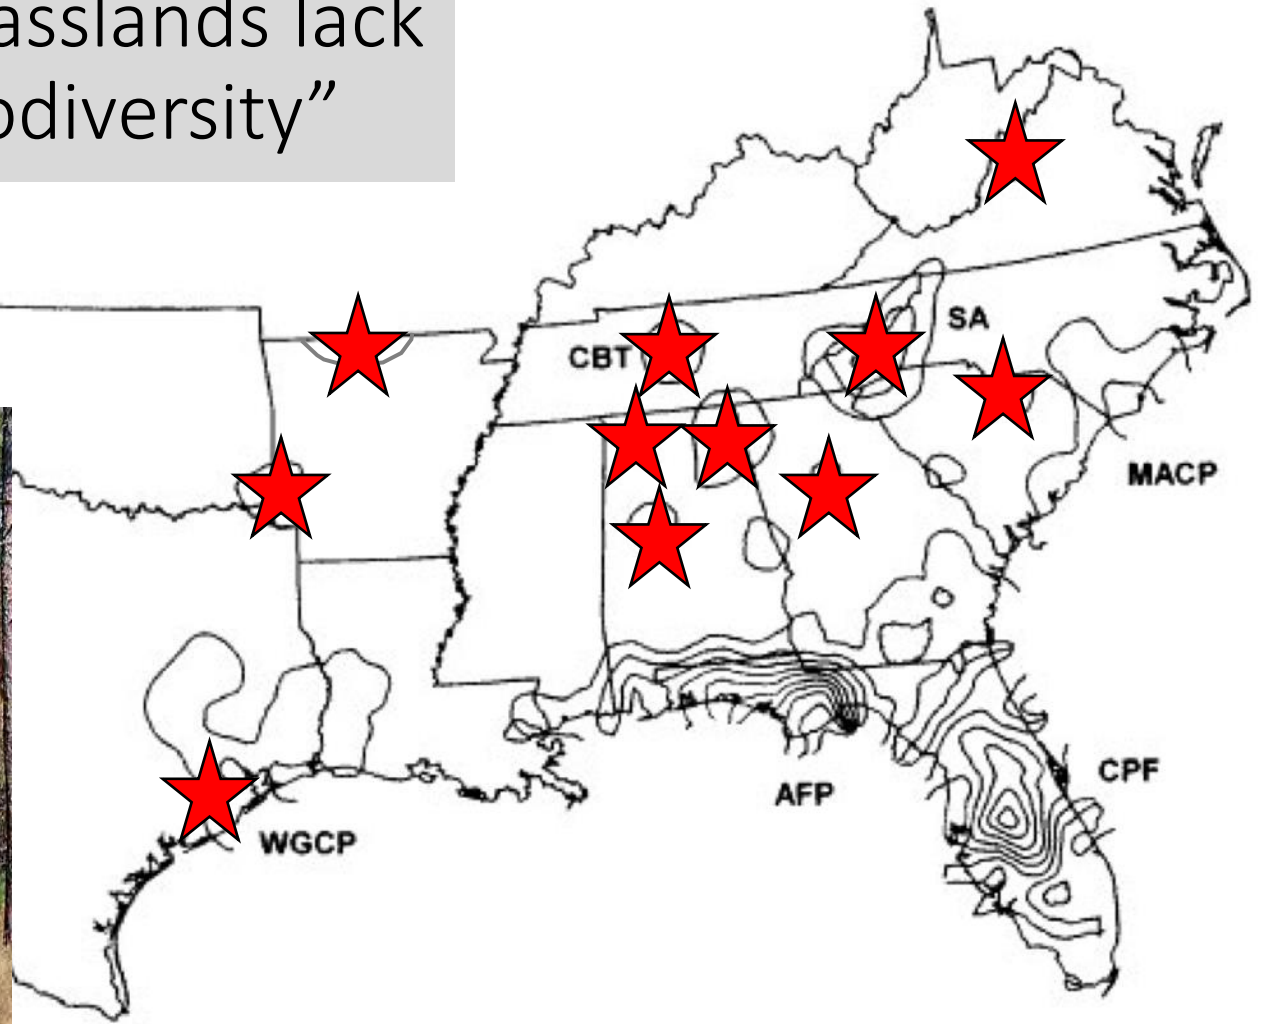 asslands lack
odiversity”
SA
CBT
MACP
CPF
AFP
WGCP